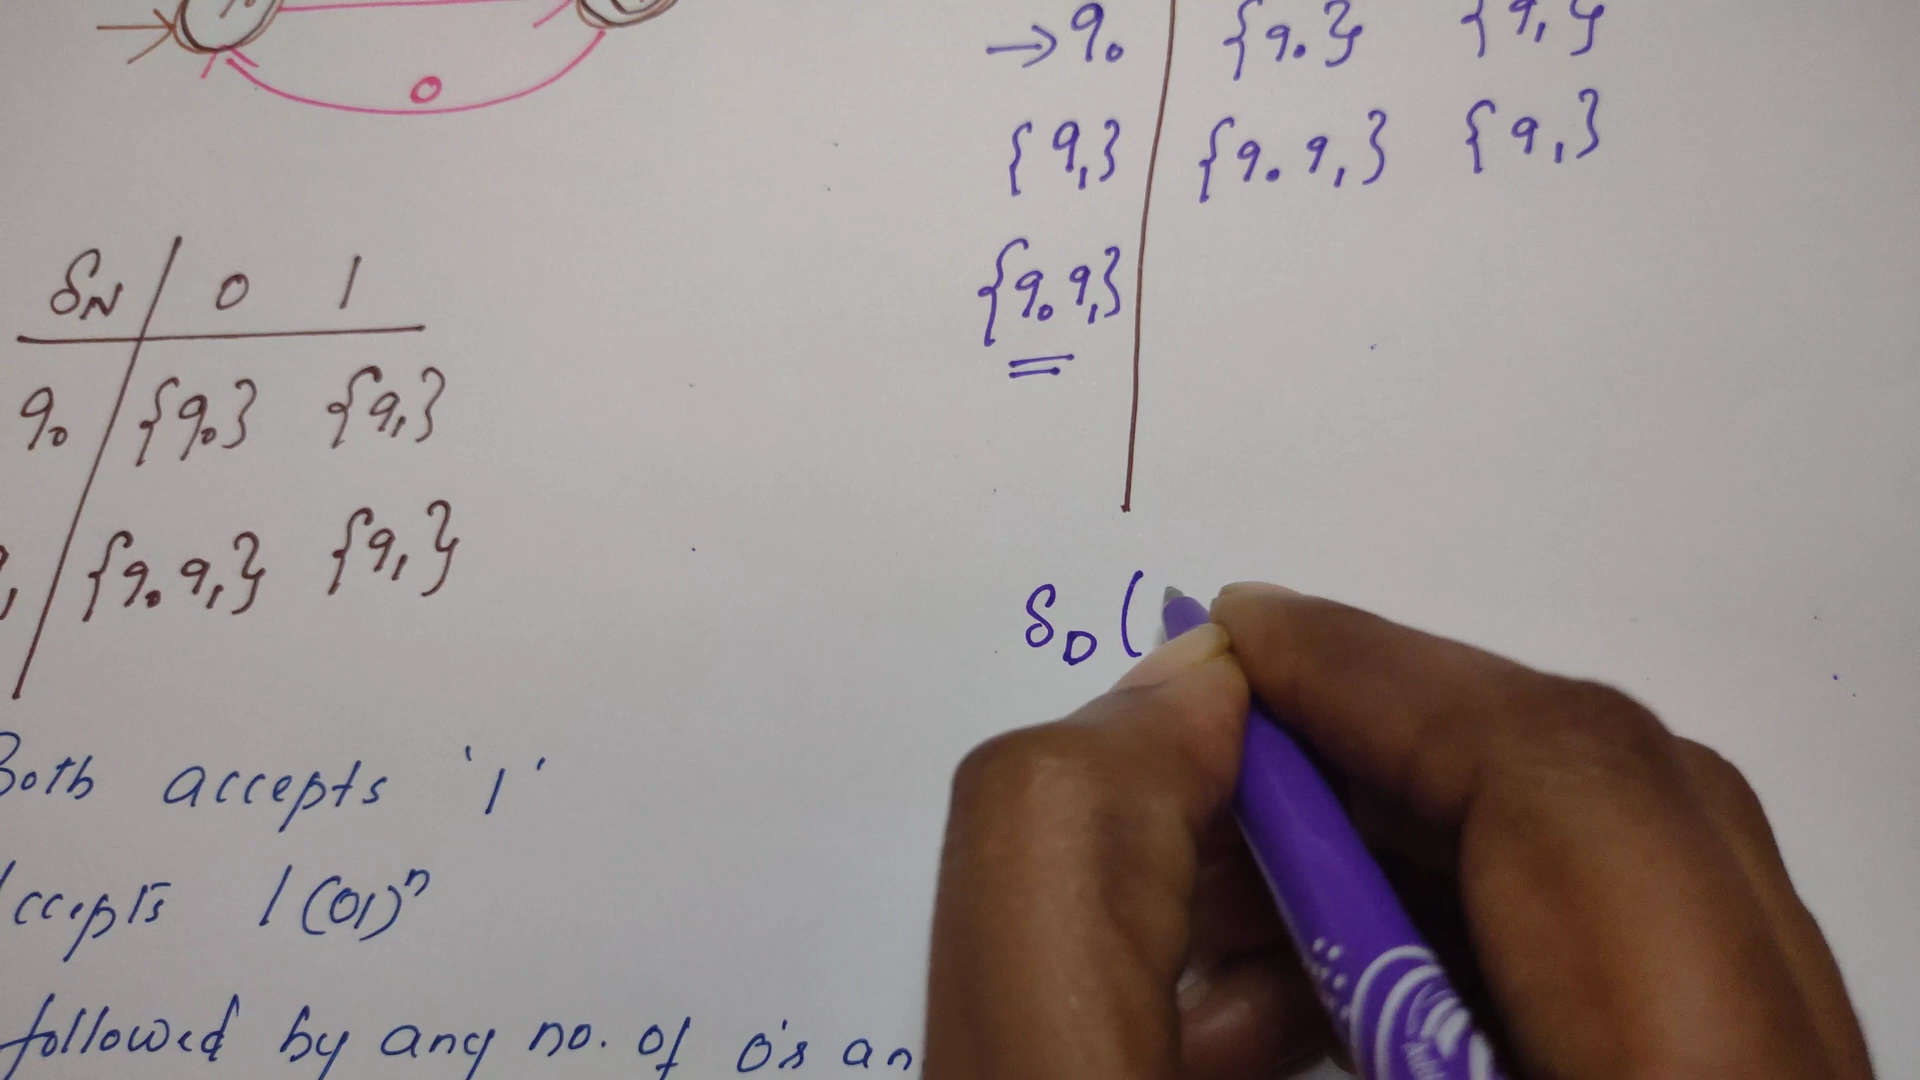 0
→ q₀ {q₀} {q₁}
{q₁} {q₀ q₁} {q₁}
{q₀ q₁}
δN 0 1
q₀ {q₀} {q₁}
{q₀ q₁} {q₁}
δD (
Both accepts '1'
ccepts 1(01)ⁿ
followed by any no. of 0's an